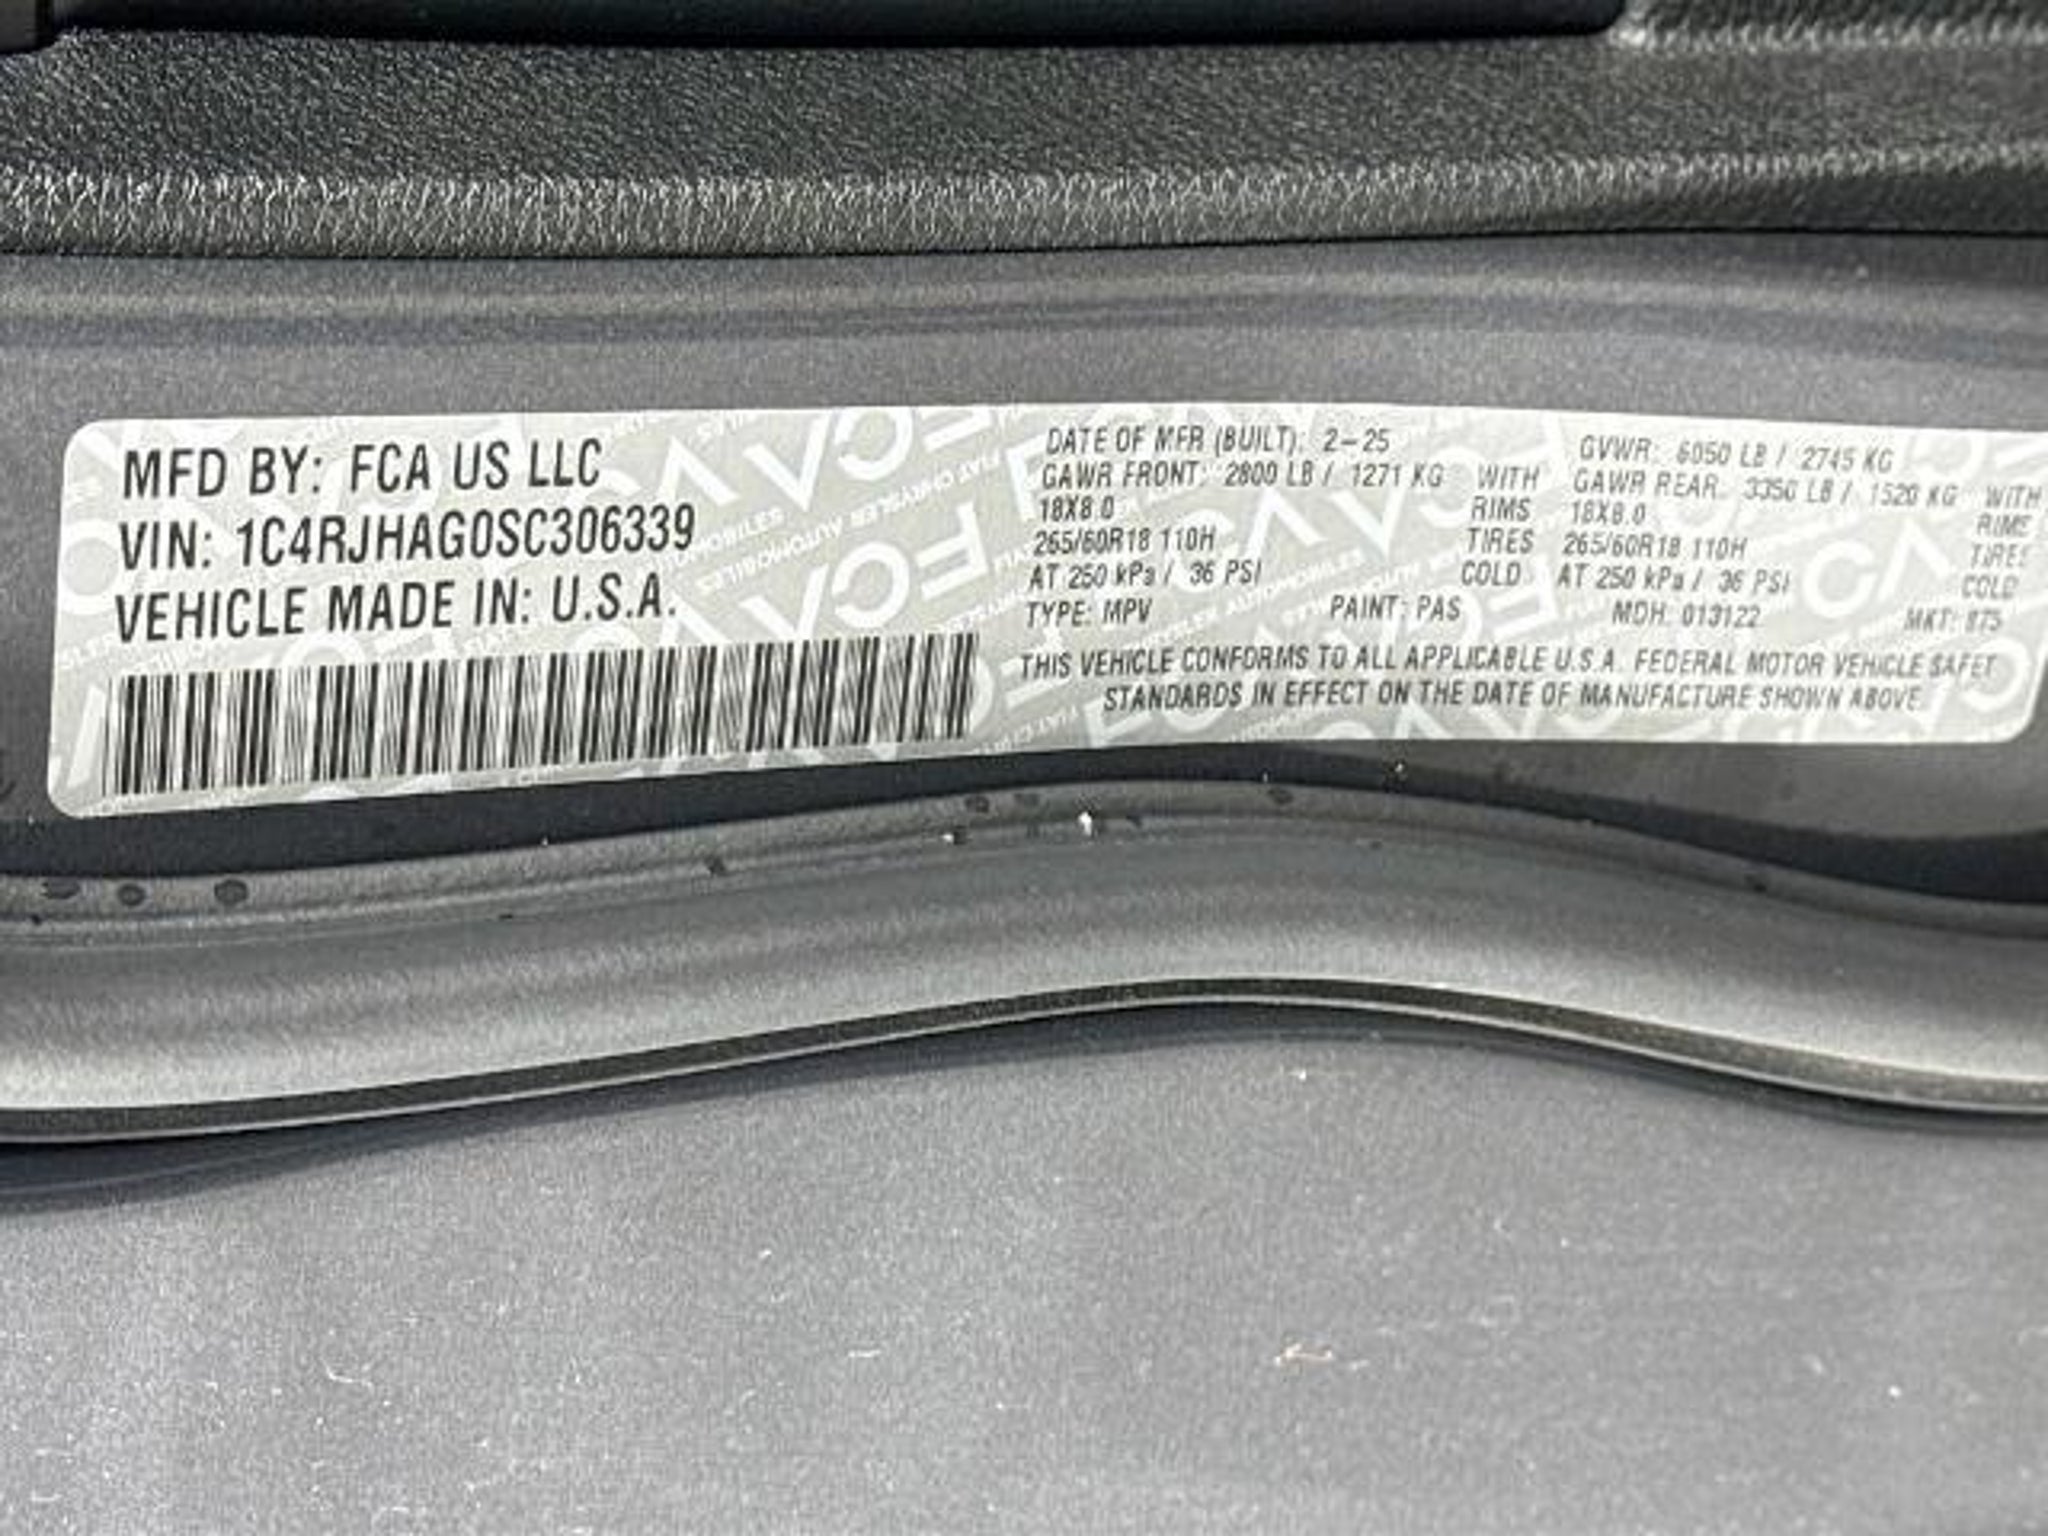 MFD BY: FCA US LLC
VIN: 1C4RJHAG0SC306339
VEHICLE MADE IN: U.S.A.
DATE OF MFR (BUILT): 2-25 GVWR: 6050 LB / 2745 KG
GAWR FRONT: 2800 LB / 1271 KG WITH GAWR REAR: 3350 LB / 1520 KG WITH
18X8.0 RIMS 18X8.0 RIMS
265/60R18 110H TIRES 265/60R18 110H TIRES
AT 250 kPa / 36 PSI COLD AT 250 kPa / 36 PSI COLD
TYPE: MPV PAINT: PAS MDH: 013122 MKT: 875
THIS VEHICLE CONFORMS TO ALL APPLICABLE U.S.A. FEDERAL MOTOR VEHICLE SAFET
STANDARDS IN EFFECT ON THE DATE OF MANUFACTURE SHOWN ABOVE.
FCA
FIAT CHRYSLER AUTOMOBILES